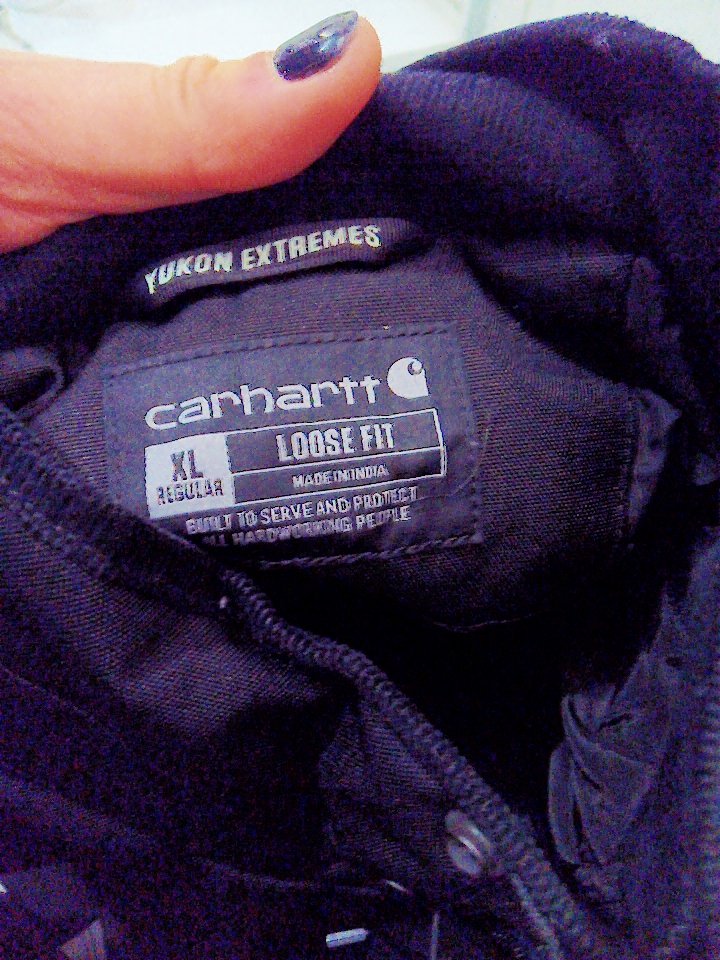 YUKON EXTREMES
carhartt
XL
REGULAR
LOOSE FIT
MADE IN INDIA
BUILT TO SERVE AND PROTECT
ALL HARDWORKING PEOPLE